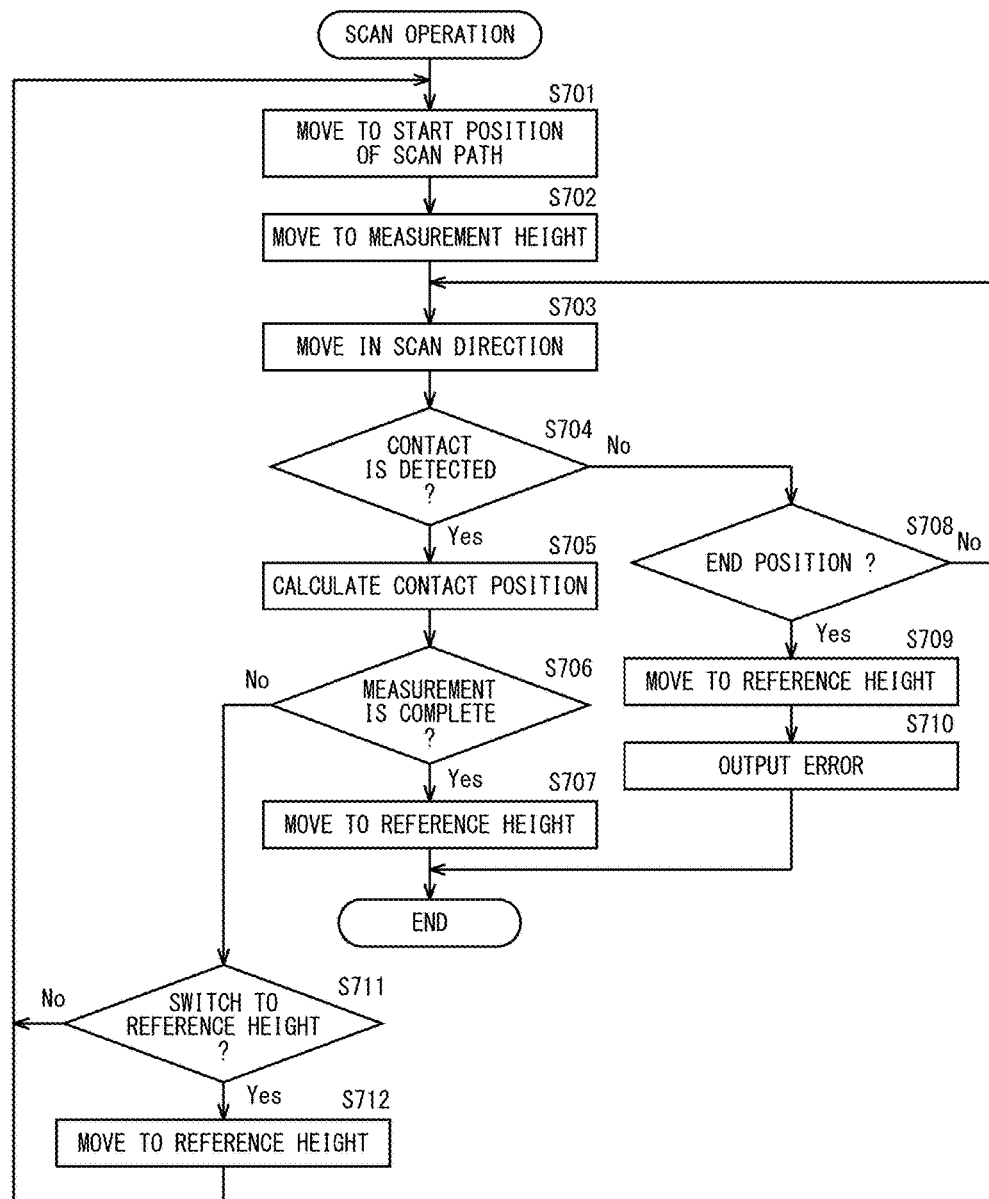 SCAN OPERATION
S701
MOVE TO START POSITION
OF SCAN PATH
S702
MOVE TO MEASUREMENT HEIGHT
S703
MOVE IN SCAN DIRECTION
S704
CONTACT
IS DETECTED
?
No
Yes
S705
CALCULATE CONTACT POSITION
S708
END POSITION ?
No
Yes
S706
MEASUREMENT
IS COMPLETE
?
No
Yes
S709
MOVE TO REFERENCE HEIGHT
S710
OUTPUT ERROR
S707
MOVE TO REFERENCE HEIGHT
END
S711
SWITCH TO
REFERENCE HEIGHT
?
No
Yes
S712
MOVE TO REFERENCE HEIGHT